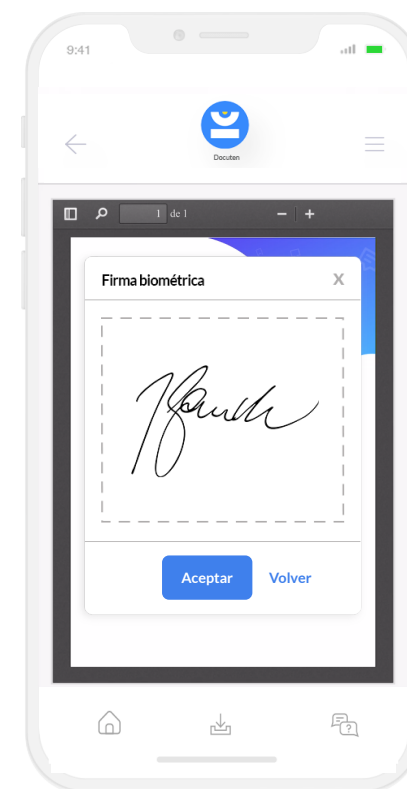 9:41
Docuten
1 de 1
Firma biométrica
X
Aceptar Volver
?